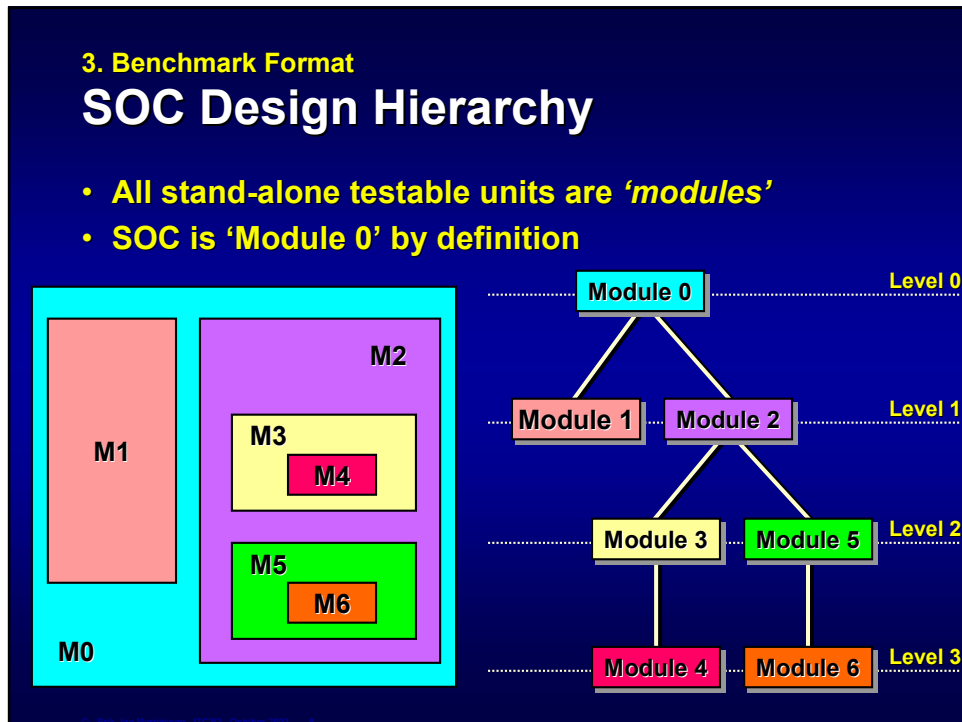 3. Benchmark Format
SOC Design Hierarchy
• All stand-alone testable units are ‘modules’
• SOC is ‘Module 0’ by definition
M0
M1
M2
M3
M4
M5
M6
Module 0
Level 0
Module 1
Module 2
Level 1
Module 3
Module 5
Level 2
Module 4
Module 6
Level 3